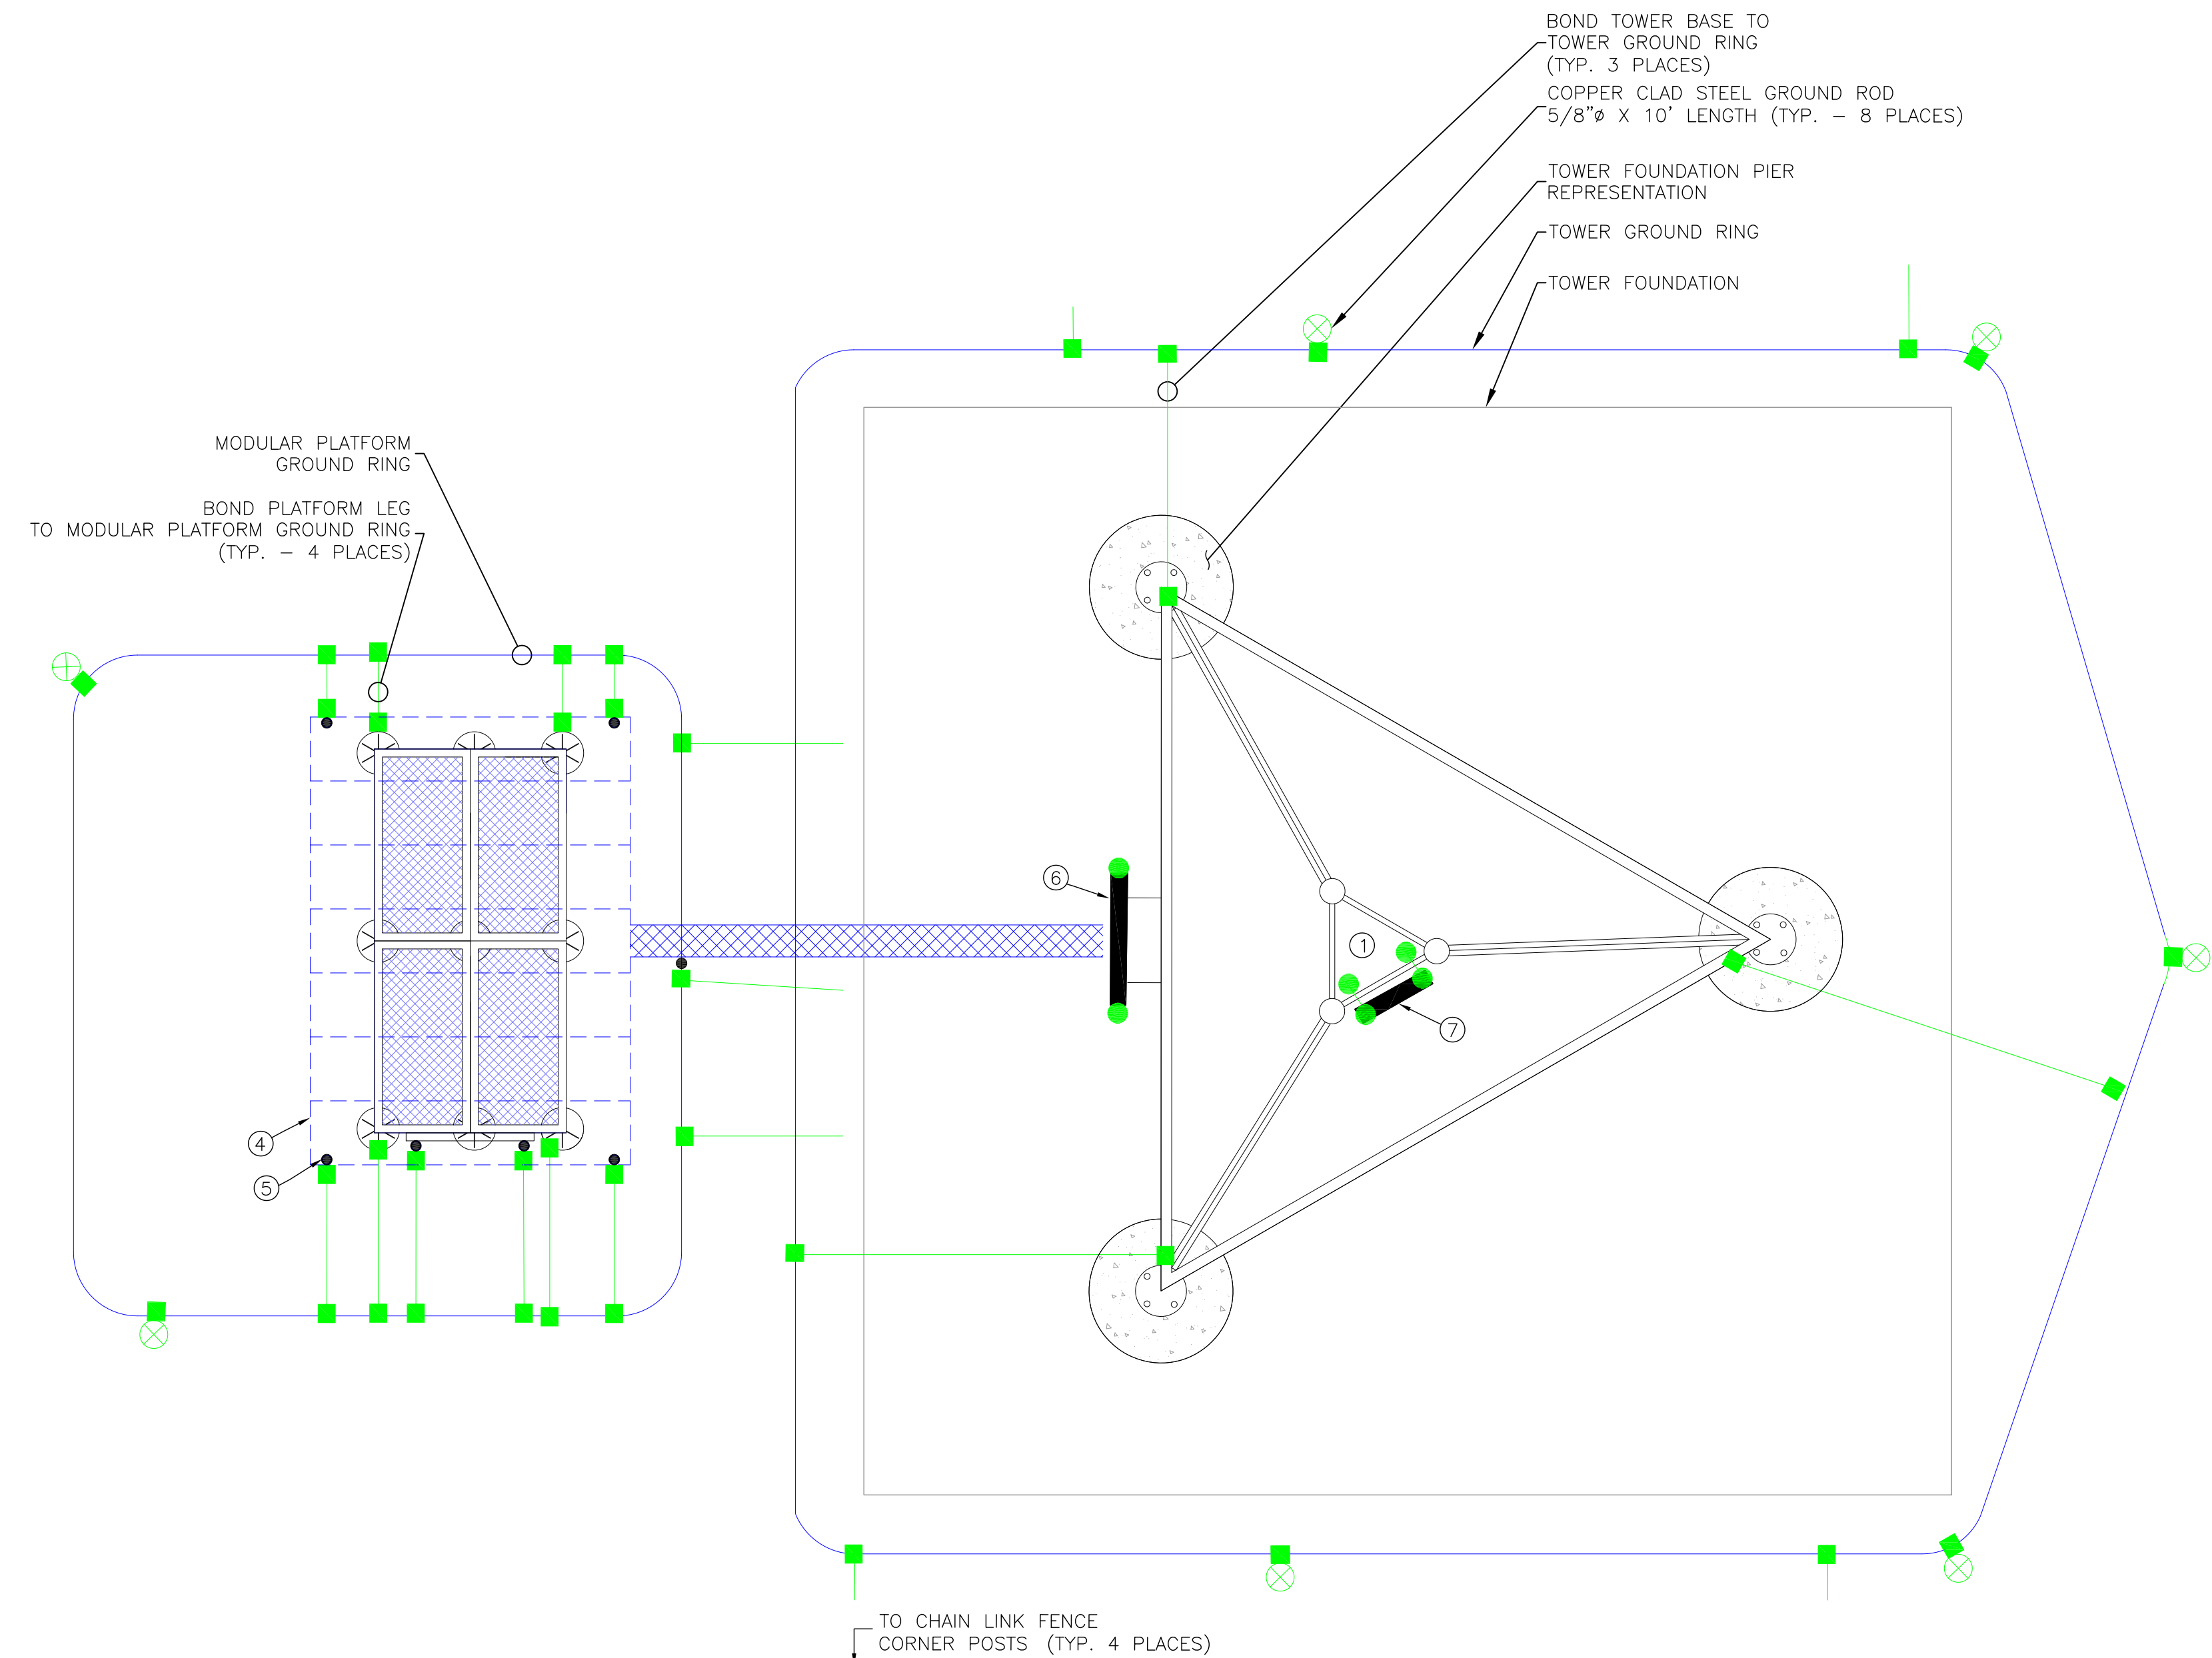 BOND TOWER BASE TO
TOWER GROUND RING
(TYP. 3 PLACES)
COPPER CLAD STEEL GROUND ROD
5/8"ø X 10' LENGTH (TYP. – 8 PLACES)
TOWER FOUNDATION PIER
REPRESENTATION
TOWER GROUND RING
TOWER FOUNDATION
MODULAR PLATFORM
GROUND RING
BOND PLATFORM LEG
TO MODULAR PLATFORM GROUND RING
(TYP. – 4 PLACES)
6
1
7
4
5
TO CHAIN LINK FENCE
CORNER POSTS (TYP. 4 PLACES)